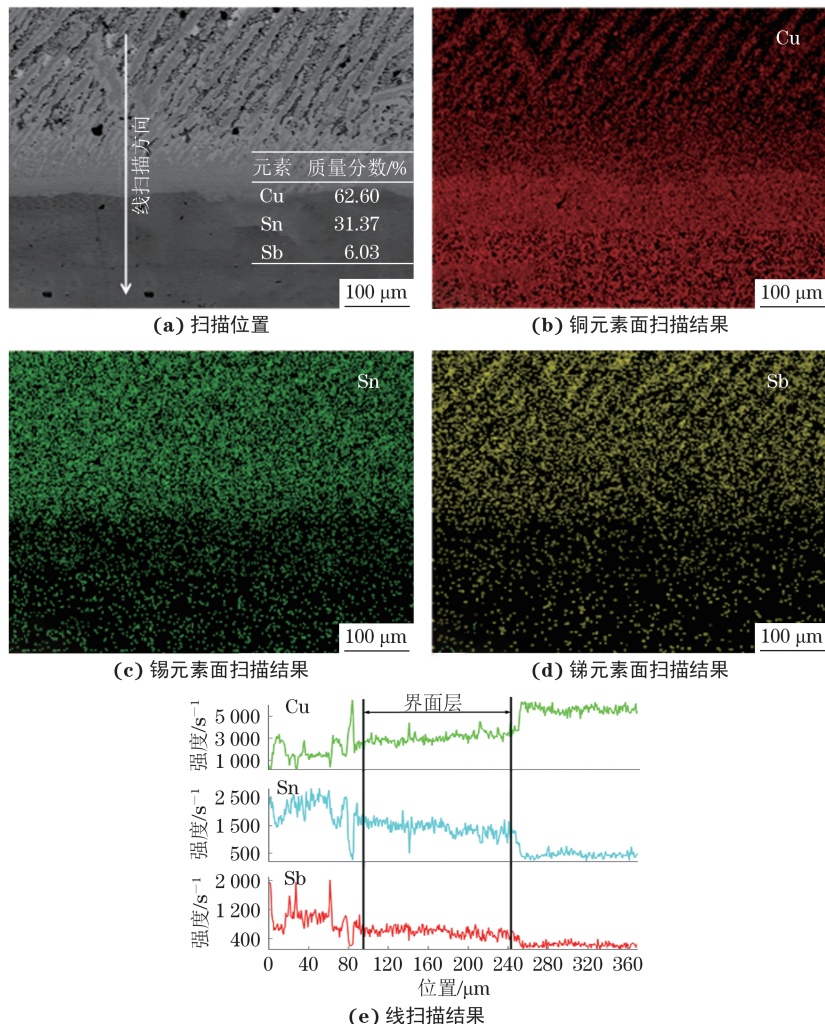 线扫描方向
元素 质量分数/%
Cu 62.60
Sn 31.37
Sb 6.03
100 μm
(a) 扫描位置
Cu
100 μm
(b) 铜元素面扫描结果
Sn
100 μm
(c) 锡元素面扫描结果
Sb
100 μm
(d) 锑元素面扫描结果
Cu
界面层
强度/s⁻¹
5 000
3 000
1 000
Sn
强度/s⁻¹
2 500
1 500
500
Sb
强度/s⁻¹
2 000
1 200
400
0 40 80 120 160 200 240 280 320 360
位置/μm
(e) 线扫描结果